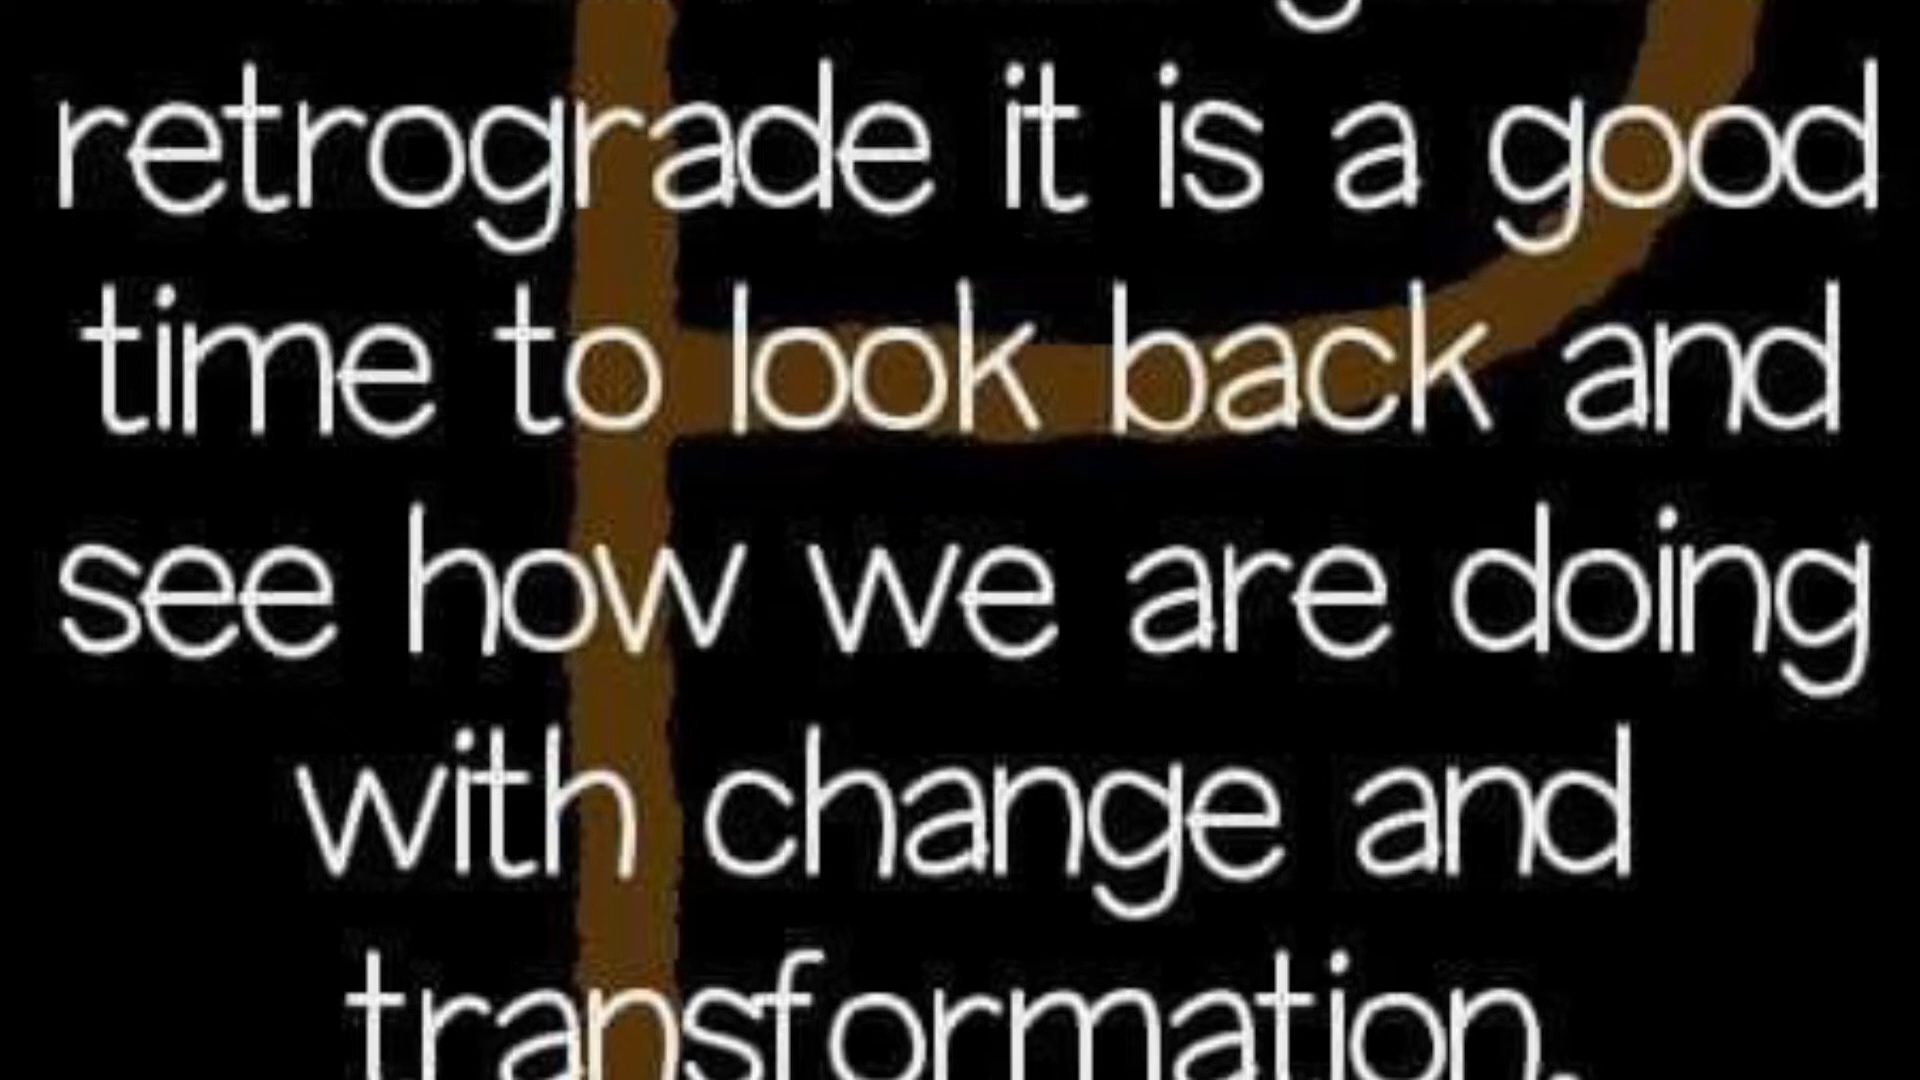 retrograde it is a good
time to look back and
see how we are doing
with change and
transformation.